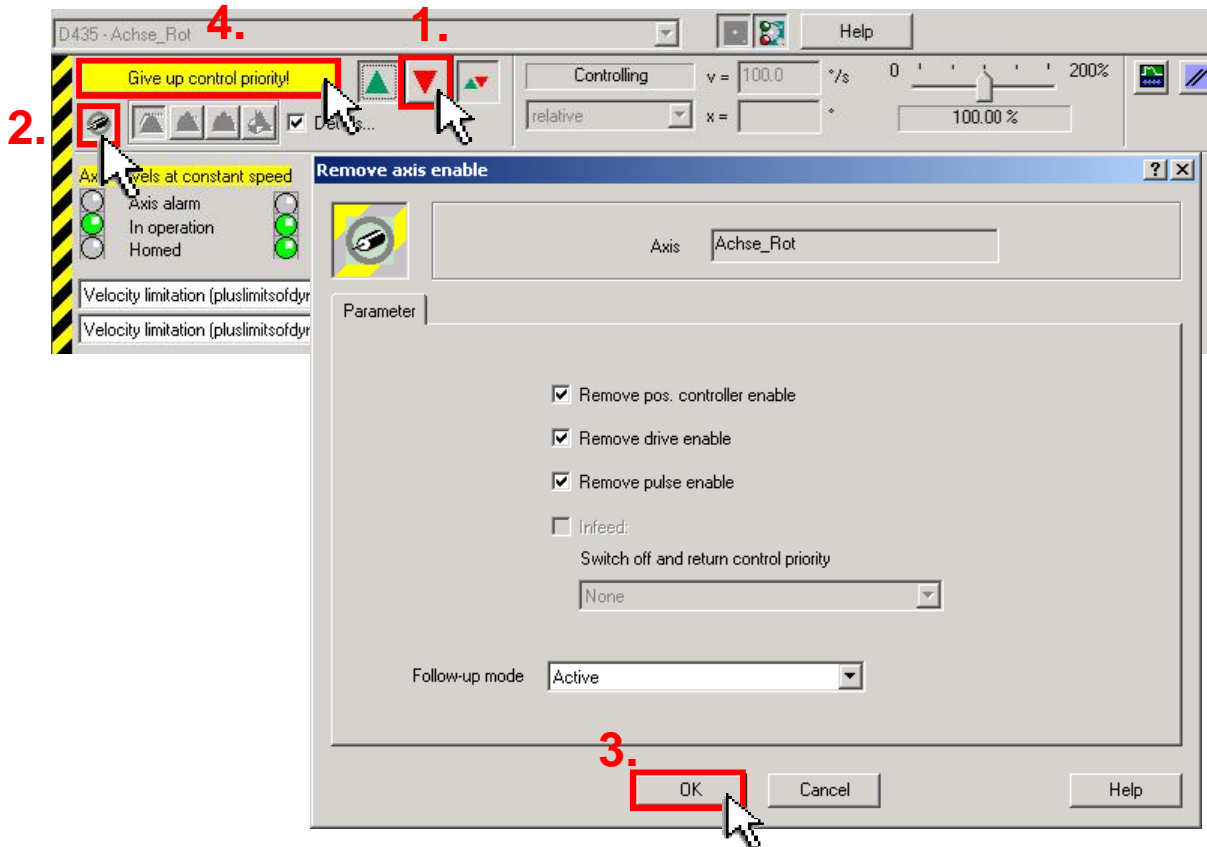 D435 - Achse_Rot
4.
1.
Help
Give up control priority!
Controlling
v = 100.0 °/s
0
200%
2.
relative
x =
°
100.00 %
at constant speed
Axis alarm
In operation
Homed
Velocity limitation (pluslimitsofdyn
Velocity limitation (pluslimitsofdyn
Remove axis enable
Axis
Achse_Rot
Parameter
Remove pos. controller enable
Remove drive enable
Remove pulse enable
Infeed:
Switch off and return control priority
None
Follow-up mode
Active
3.
OK
Cancel
Help